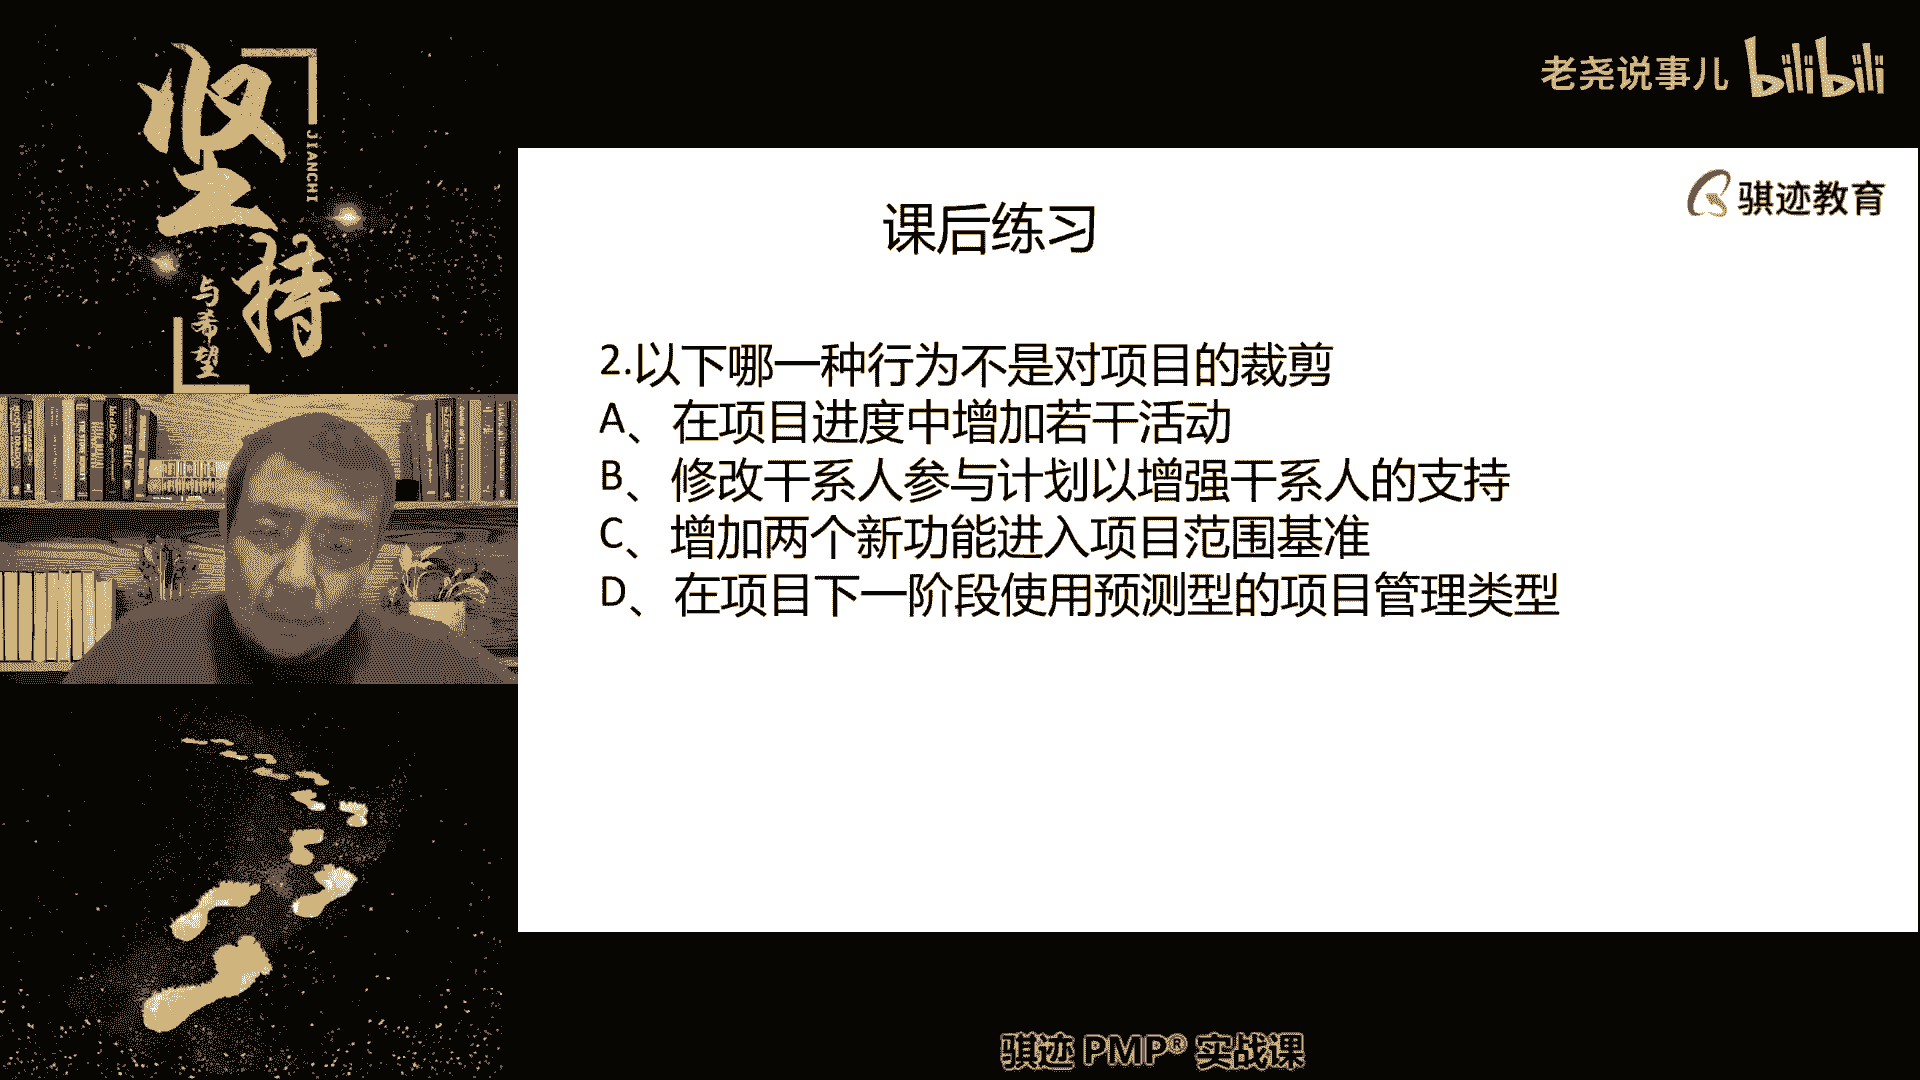 坚持
JIANCHI
与希望
老尧说事儿 bilibili
骐迹教育
课后练习
2.以下哪一种行为不是对项目的裁剪
A、在项目进度中增加若干活动
B、修改干系人参与计划以增强干系人的支持
C、增加两个新功能进入项目范围基准
D、在项目下一阶段使用预测型的项目管理类型
骐迹 PMP® 实战课